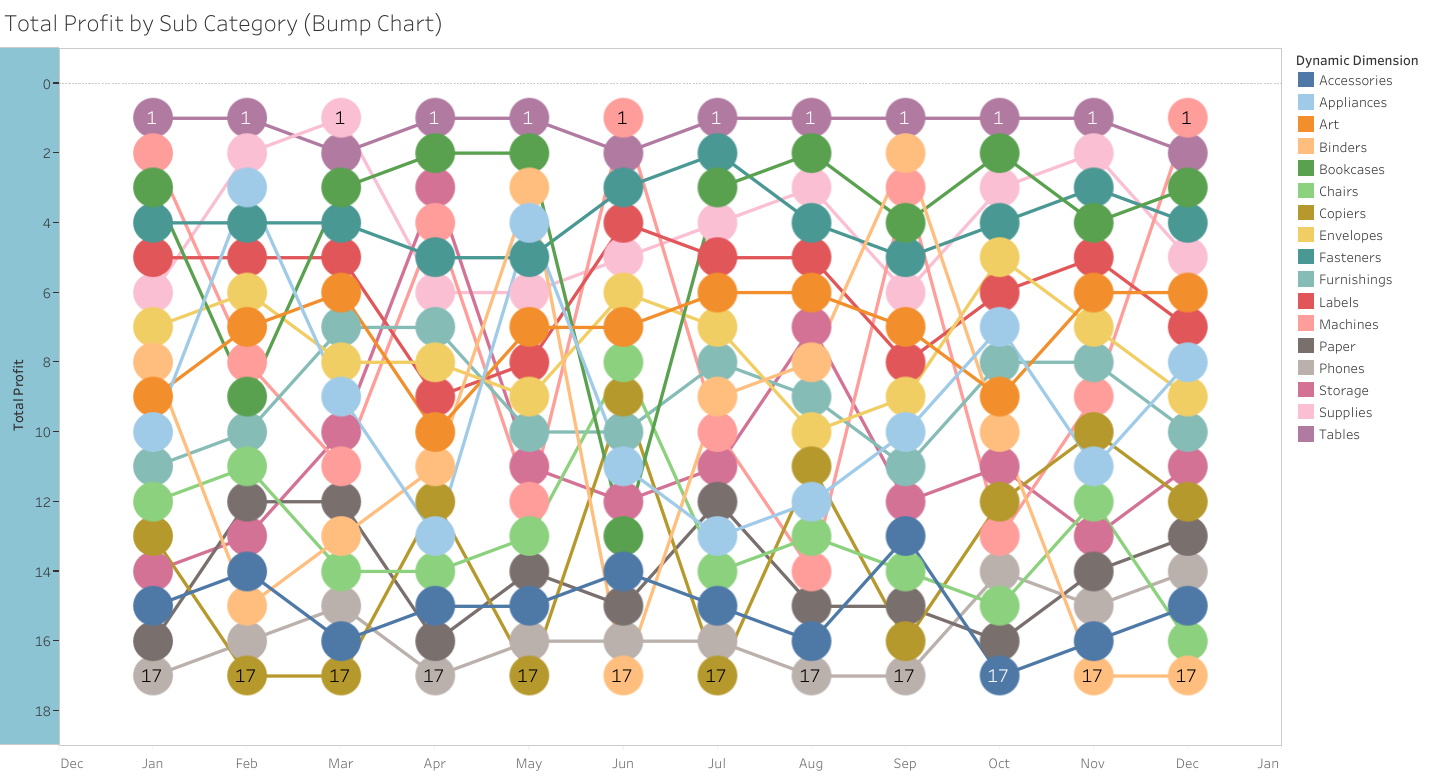 Total Profit by Sub Category (Bump Chart)
Total Profit
0
2
4
6
8
10
12
14
16
18
1 1 1 1 1 1 1 1 1 1 1 1
17 17 17 17 17 17 17 17 17 17 17 17
Dec Jan Feb Mar Apr May Jun Jul Aug Sep Oct Nov Dec Jan
Dynamic Dimension
Accessories
Appliances
Art
Binders
Bookcases
Chairs
Copiers
Envelopes
Fasteners
Furnishings
Labels
Machines
Paper
Phones
Storage
Supplies
Tables